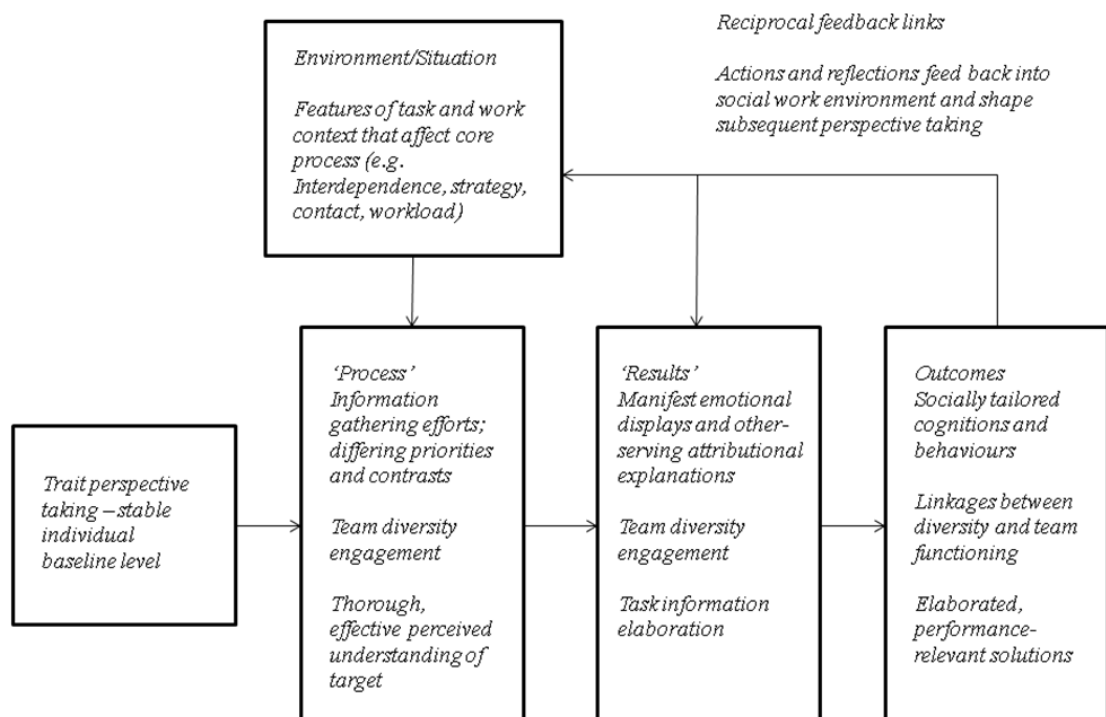 Reciprocal feedback links
Actions and reflections feed back into
social work environment and shape
subsequent perspective taking
Environment/Situation
Features of task and work
context that affect core
process (e.g.
Interdependence, strategy,
contact, workload)
Trait perspective
taking – stable
individual
baseline level
‘Process’
Information
gathering efforts;
differing priorities
and contrasts
Team diversity
engagement
Thorough,
effective perceived
understanding of
target
‘Results’
Manifest emotional
displays and other-
serving attributional
explanations
Team diversity
engagement
Task information
elaboration
Outcomes
Socially tailored
cognitions and
behaviours
Linkages between
diversity and team
functioning
Elaborated,
performance-
relevant solutions